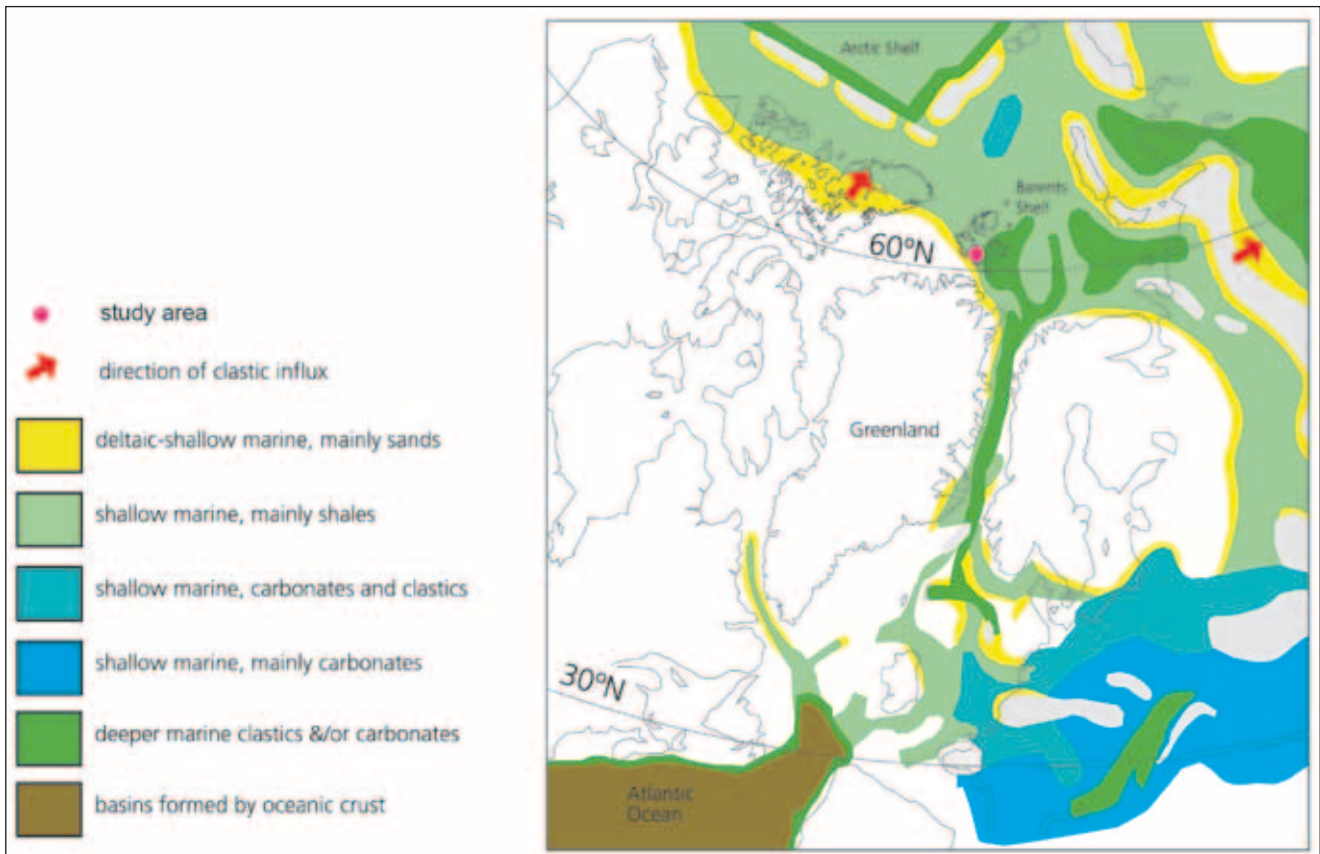 study area
direction of clastic influx
deltaic-shallow marine, mainly sands
shallow marine, mainly shales
shallow marine, carbonates and clastics
shallow marine, mainly carbonates
deeper marine clastics &/or carbonates
basins formed by oceanic crust
Arctic Shelf
Barents
Shelf
60°N
Greenland
30°N
Atlantic
Ocean